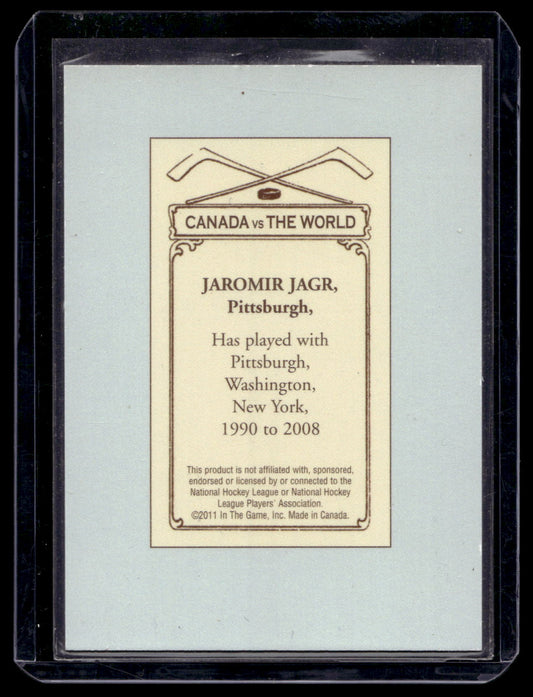 CANADA vs THE WORLD
JAROMIR JAGR,
Pittsburgh,
Has played with
Pittsburgh,
Washington,
New York,
1990 to 2008
This product is not affiliated with, sponsored,
endorsed or licensed by or connected to the
National Hockey League or National Hockey
League Players' Association.
©2011 In The Game, Inc. Made in Canada.